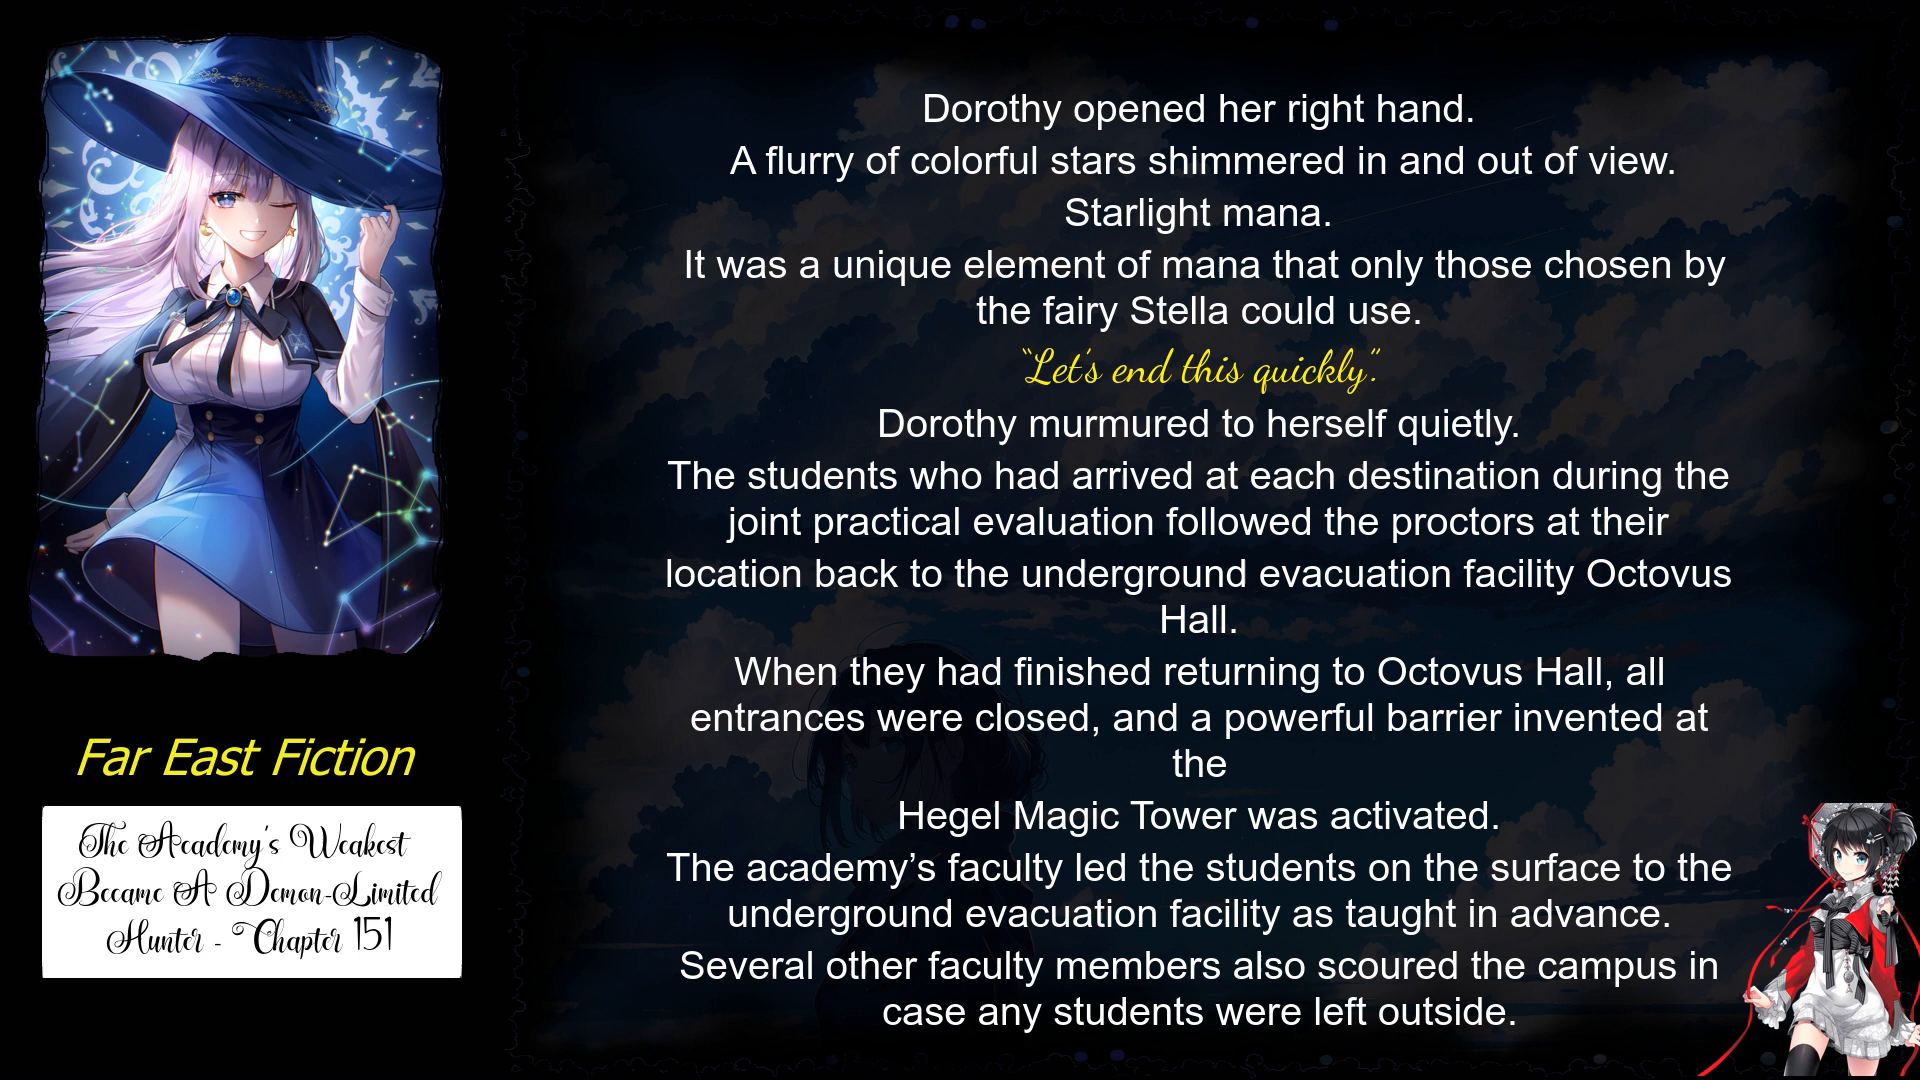 Dorothy opened her right hand.
A flurry of colorful stars shimmered in and out of view.
Starlight mana.
It was a unique element of mana that only those chosen by
the fairy Stella could use.
“Let’s end this quickly.”
Dorothy murmured to herself quietly.
The students who had arrived at each destination during the
joint practical evaluation followed the proctors at their
location back to the underground evacuation facility Octovus
Hall.
When they had finished returning to Octovus Hall, all
entrances were closed, and a powerful barrier invented at
the
Hegel Magic Tower was activated.
The academy’s faculty led the students on the surface to the
underground evacuation facility as taught in advance.
Several other faculty members also scoured the campus in
case any students were left outside.
Far East Fiction
The Academy's Weakest
Became A Demon-Limited
Hunter - Chapter 151